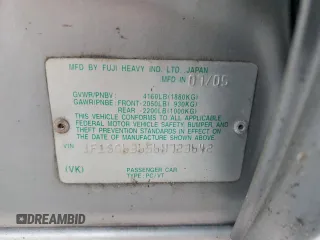 MFD BY FUJI HEAVY IND. LTD. JAPAN
MFD IN 01/05
GVWR/PNBV: 4160LB(1880KG)
GAWR/PNBE :FRONT-2050LB( 930KG)
REAR -2200LB(1000KG)
THIS VEHICLE CONFORMS TO ALL APPLICABLE
FEDERAL MOTOR VEHICLE SAFETY, BUMPER, AND
THEFT PREVENTION STANDARDS IN EFFECT ON
THE DATE OF MANUFACTURE SHOWN ABOVE.
VIN
(VK)
PASSENGER CAR
TYPE: PC/VT
DREAMBID